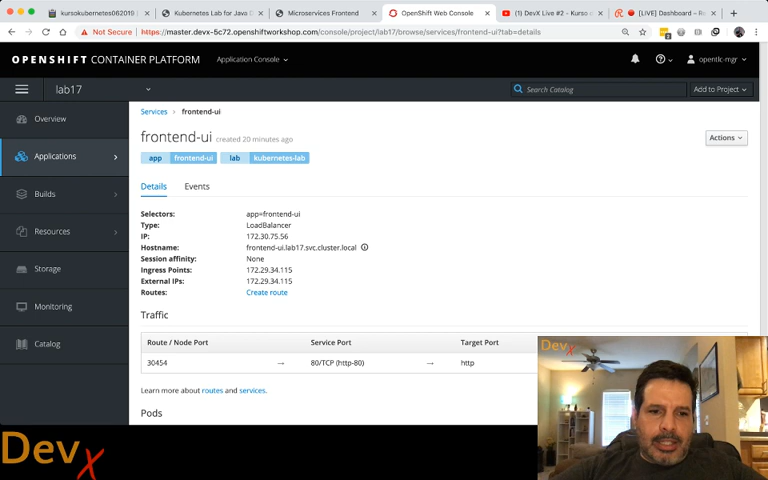 kursokubernetes062019
Kubernetes Lab for Java
Microservices Frontend
OpenShift Web Console
(1) DevX Live #2 - Kurso
[LIVE] Dashboard
Not Secure
https://master.devx-5c72.openshiftworkshop.com/console/project/lab17/browse/services/frontend-ui?tab=details
OPENSHIFT CONTAINER PLATFORM
Application Console
opentlc-mgr
lab17
Search Catalog
Add to Project
Overview
Applications
Builds
Resources
Storage
Monitoring
Catalog
Services > frontend-ui
frontend-ui created 20 minutes ago
Actions
app frontend-ui lab kubernetes-lab
Details Events
Selectors: app=frontend-ui
Type: LoadBalancer
IP: 172.30.75.56
Hostname: frontend-ui.lab17.svc.cluster.local
Session affinity: None
Ingress Points: 172.29.34.115
External IPs: 172.29.34.115
Routes: Create route
Traffic
Route / Node Port Service Port Target Port
30454 → 80/TCP (http-80) → http
Learn more about routes and services.
Pods
Devx
Devx